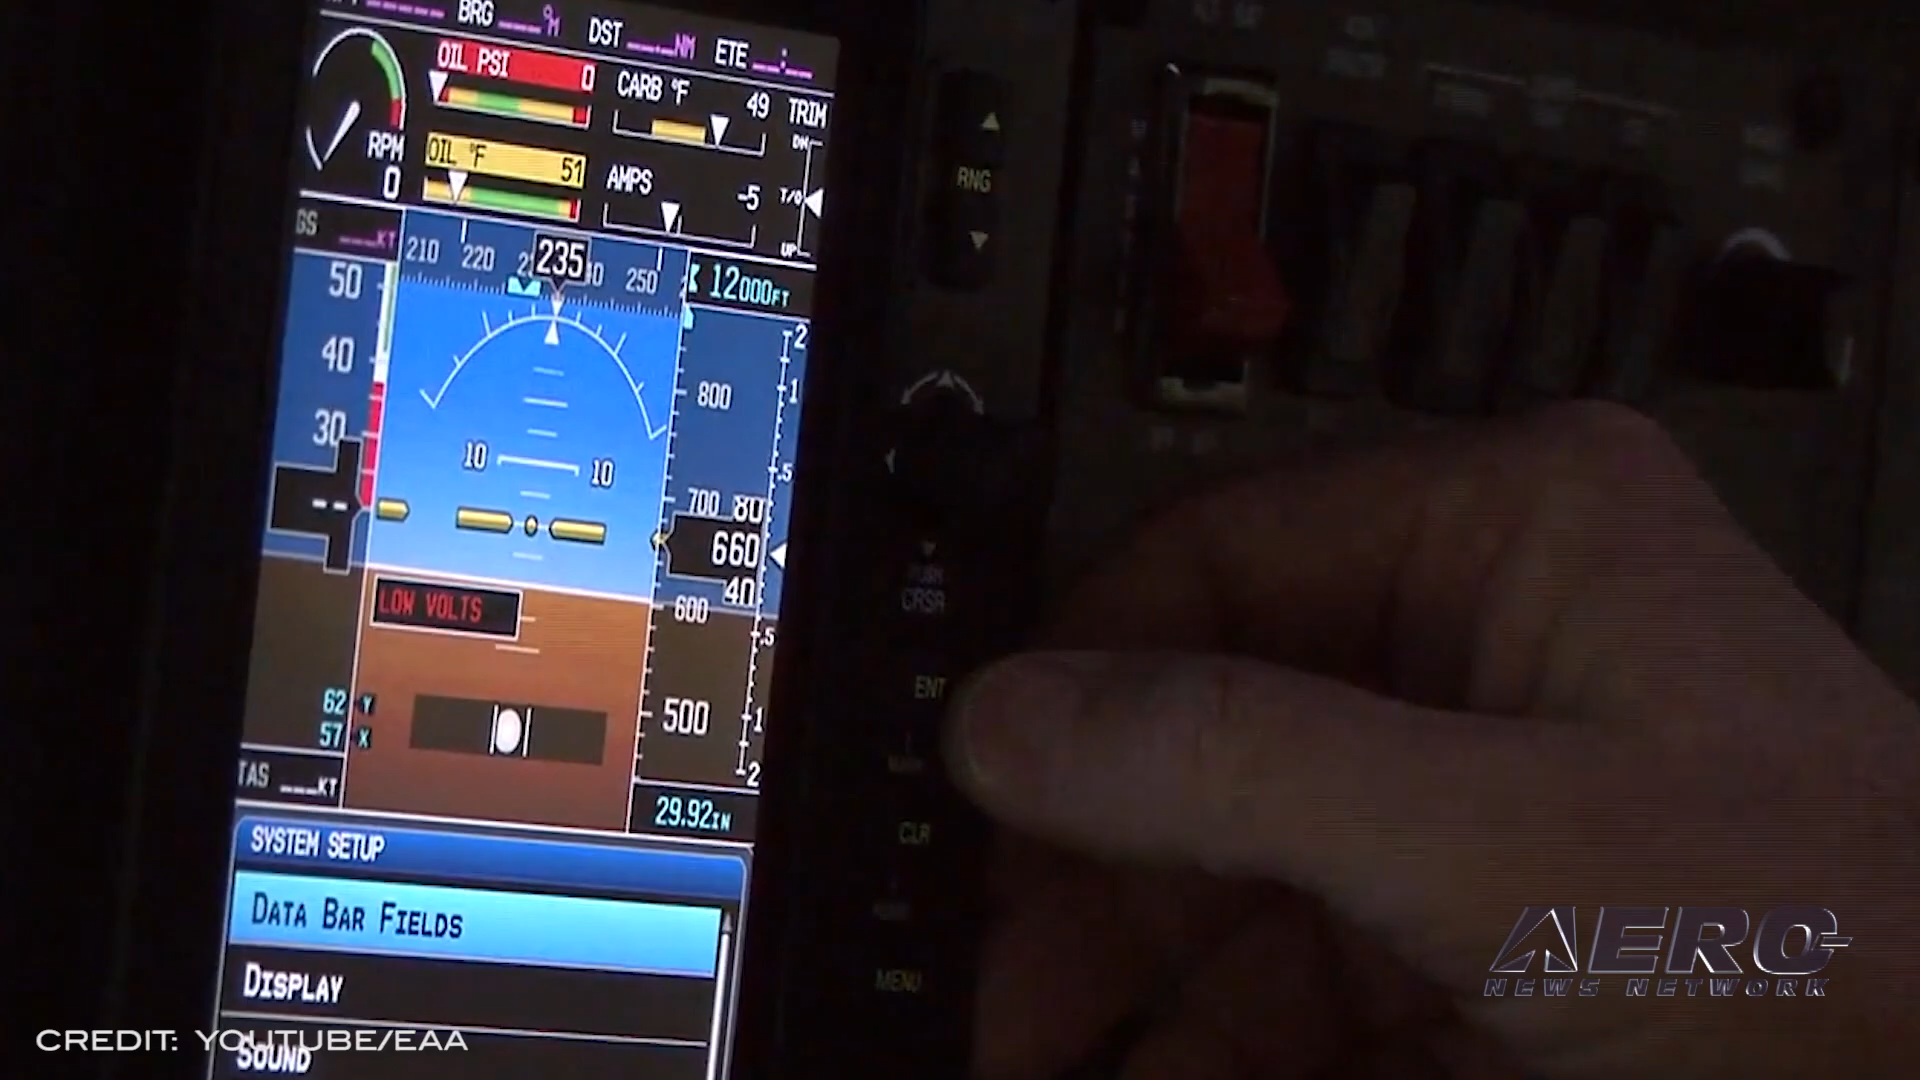 BRG °M DST NM ETE
OIL PSI 0
CARB °F 49
TRIM
DN
RPM
0
OIL °F 51
AMPS -5
T/O
UP
GS KT
210 220 235 40 250
12000FT
50
40
30
--
2
1
.5
800
10 10
700
80
660
40
600
LOW VOLTS
.5
500
1
2
62 Y
57 X
TAS KT
29.92IN
SYSTEM SETUP
DATA BAR FIELDS
DISPLAY
SOUND
RNG
CRSR
ENT
CLR
MENU
CREDIT: YOUTUBE/EAA
AERO
NEWS NETWORK